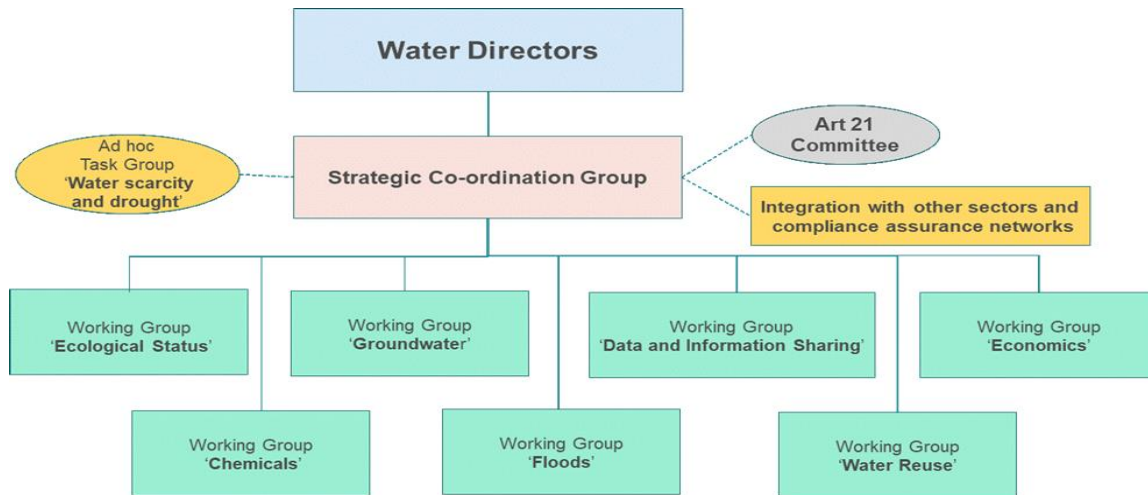 Water Directors
Ad hoc
Task Group
‘Water scarcity
and drought’
Strategic Co-ordination Group
Art 21
Committee
Integration with other sectors and
compliance assurance networks
Working Group
‘Ecological Status’
Working Group
‘Groundwater’
Working Group
‘Data and Information Sharing’
Working Group
‘Economics’
Working Group
‘Chemicals’
Working Group
‘Floods’
Working Group
‘Water Reuse’